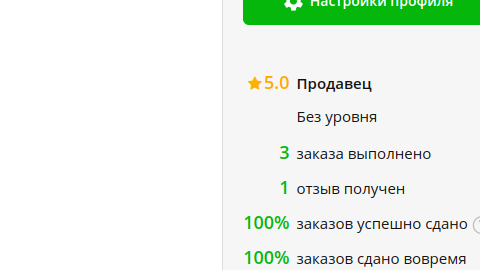 Настройки профиля
5.0 Продавец
Без уровня
3 заказа выполнено
1 отзыв получен
100% заказов успешно сдано
100% заказов сдано вовремя